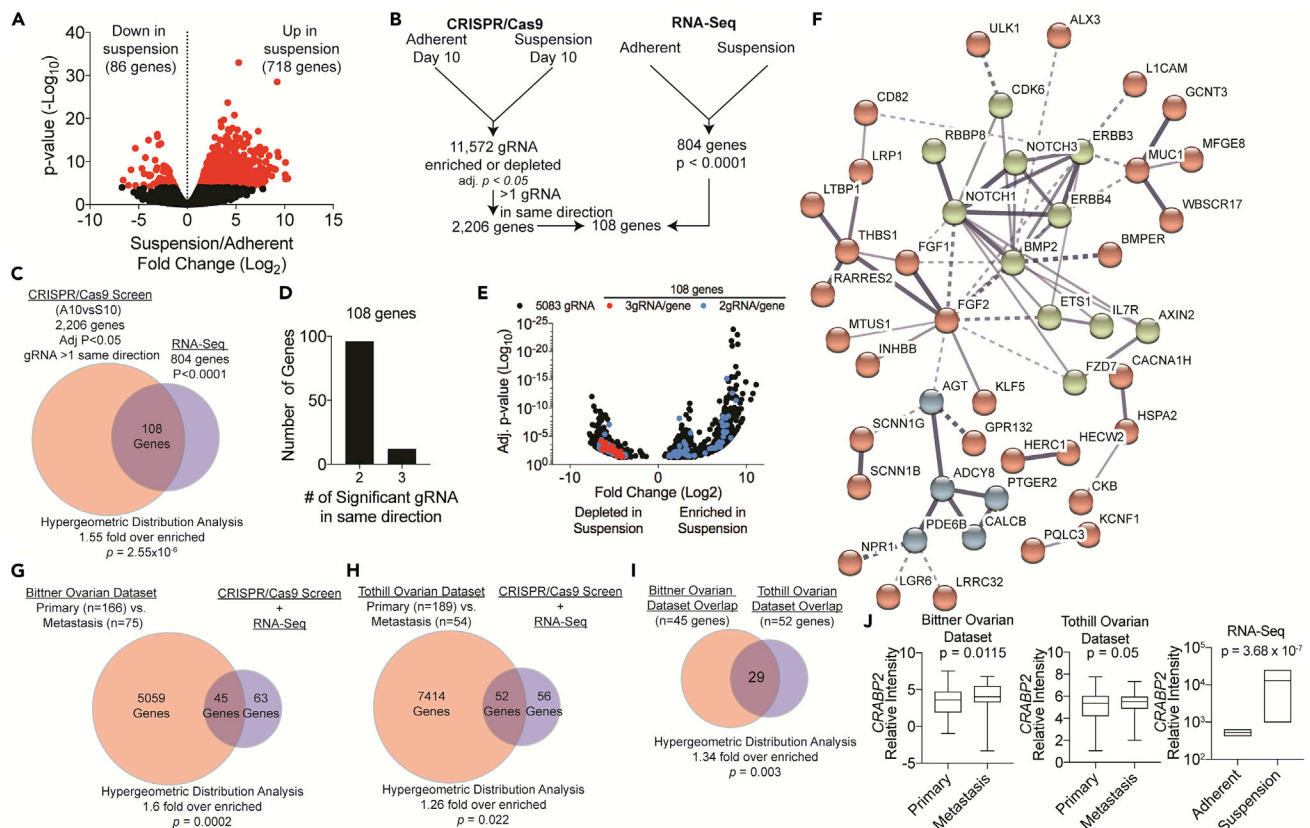 A
Down in
suspension
(86 genes)
Up in
suspension
(718 genes)
p-value (-Log10)
40
30
20
10
0
-10
-5
0
5
10
15
Suspension/Adherent
Fold Change (Log2)
B
CRISPR/Cas9
RNA-Seq
Adherent
Day 10
Suspension
Day 10
Adherent
Suspension
11,572 gRNA
enriched or depleted
adj. p < 0.05
>1 gRNA
in same direction
2,206 genes
108 genes
804 genes
p < 0.0001
C
CRISPR/Cas9 Screen
(A10vsS10)
2,206 genes
Adj P<0.05
gRNA >1 same direction
RNA-Seq
804 genes
P<0.0001
108
Genes
Hypergeometric Distribution Analysis
1.55 fold over enriched
p = 2.55x10-6
D
108 genes
Number of Genes
100
50
0
2
3
# of Significant gRNA
in same direction
E
108 genes
5083 gRNA
3gRNA/gene
2gRNA/gene
Adj. p-value (Log10)
10-25
10-20
10-15
10-10
10-5
100
-10
0
10
Fold Change (Log2)
Depleted in
Suspension
Enriched in
Suspension
F
ULK1
ALX3
L1CAM
CD82
CDK6
GCNT3
RBBP8
NOTCH3
ERBB3
MFGE8
LRP1
MUC1
LTBP1
NOTCH1
ERBB4
WBSCR17
THBS1
FGF1
BMP2
BMPER
RARRES2
FGF2
ETS1
IL7R
AXIN2
MTUS1
INHBB
FZD7
CACNA1H
AGT
KLF5
SCNN1G
GPR132
HERC1
HECW2
HSPA2
SCNN1B
ADCY8
PTGER2
CKB
PDE6B
CALCB
KCNF1
NPR1
PQLC3
LGR6
LRRC32
G
Bittner Ovarian Dataset
Primary (n=166) vs.
Metastasis (n=75)
CRISPR/Cas9 Screen
+
RNA-Seq
5059
Genes
45
Genes
63
Genes
Hypergeometric Distribution Analysis
1.6 fold over enriched
p = 0.0002
H
Tothill Ovarian Dataset
Primary (n=189) vs.
Metastasis (n=54)
CRISPR/Cas9 Screen
+
RNA-Seq
7414
Genes
52
Genes
56
Genes
Hypergeometric Distribution Analysis
1.26 fold over enriched
p = 0.022
I
Bittner Ovarian
Dataset Overlap
(n=45 genes)
Tothill Ovarian
Dataset Overlap
(n=52 genes)
29
Hypergeometric Distribution Analysis
1.34 fold over enriched
p = 0.003
J
Bittner Ovarian
Dataset
p = 0.0115
CRABP2
Relative Intensity
10
5
0
-5
Primary
Metastasis
Tothill Ovarian
Dataset
p = 0.05
CRABP2
Relative Intensity
10
8
6
4
2
0
Primary
Metastasis
RNA-Seq
p = 3.68 x 10-7
CRABP2
Relative Intensity
105
104
103
102
Adherent
Suspension